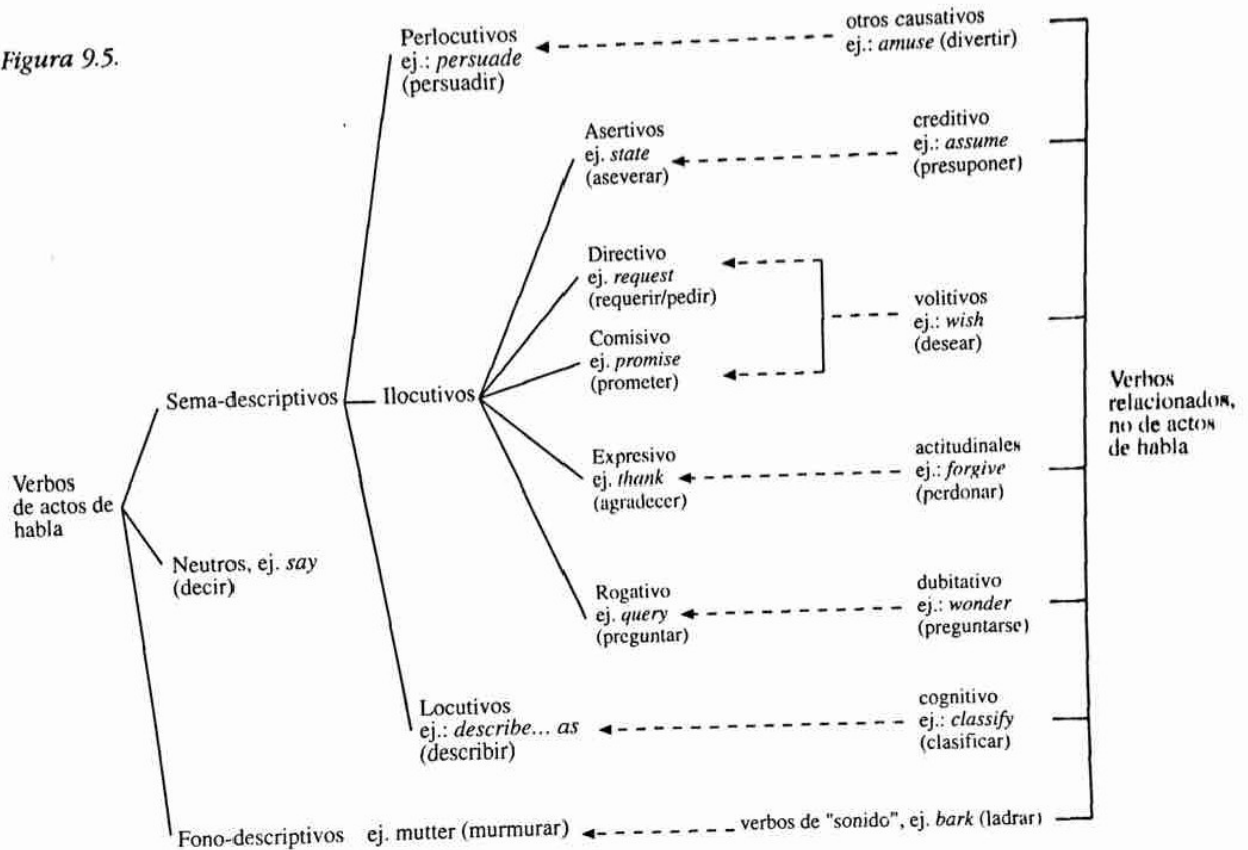 Figura 9.5.
Perlocutivos
ej.: persuade
(persuadir)
otros causativos
ej.: amuse (divertir)
Asertivos
ej. state
(aseverar)
creditivo
ej.: assume
(presuponer)
Directivo
ej. request
(requerir/pedir)
volitivos
ej.: wish
(desear)
Comisivo
ej. promise
(prometer)
Verbos
relacionados,
no de actos
de habla
Sema-descriptivos
Ilocutivos
Expresivo
ej. thank
(agradecer)
actitudinales
ej.: forgive
(perdonar)
Verbos
de actos de
habla
Neutros, ej. say
(decir)
Rogativo
ej. query
(preguntar)
dubitativo
ej.: wonder
(preguntarse)
Locutivos
ej.: describe... as
(describir)
cognitivo
ej.: classify
(clasificar)
Fono-descriptivos ej. mutter (murmurar)
verbos de "sonido", ej. bark (ladrar)